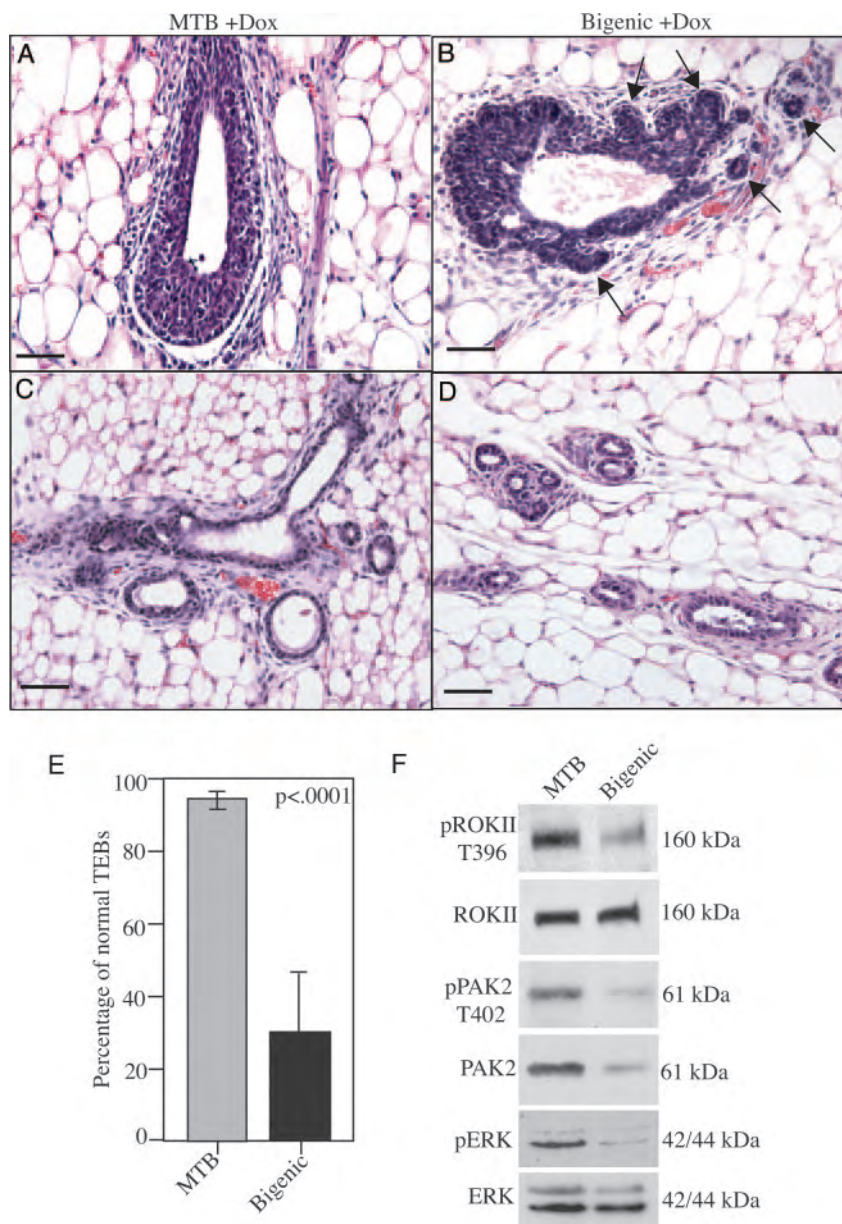 MTB +Dox
Bigenic +Dox
A
B
C
D
E
Percentage of normal TEBs
100
80
60
40
20
0
p<.0001
MTB
Bigenic
F
MTB
Bigenic
pROKII
T396
160 kDa
ROKII
160 kDa
pPAK2
T402
61 kDa
PAK2
61 kDa
pERK
42/44 kDa
ERK
42/44 kDa